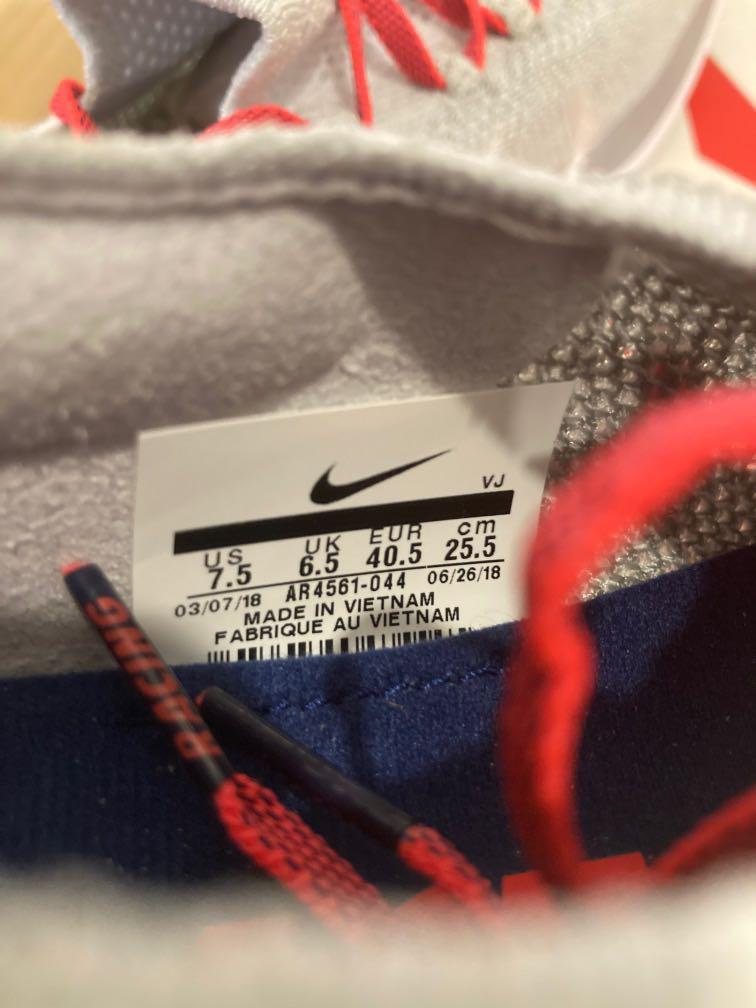 VJ
US UK EUR cm
7.5 6.5 40.5 25.5
03/07/18 AR4561-044 06/26/18
MADE IN VIETNAM
FABRIQUE AU VIETNAM
RACING